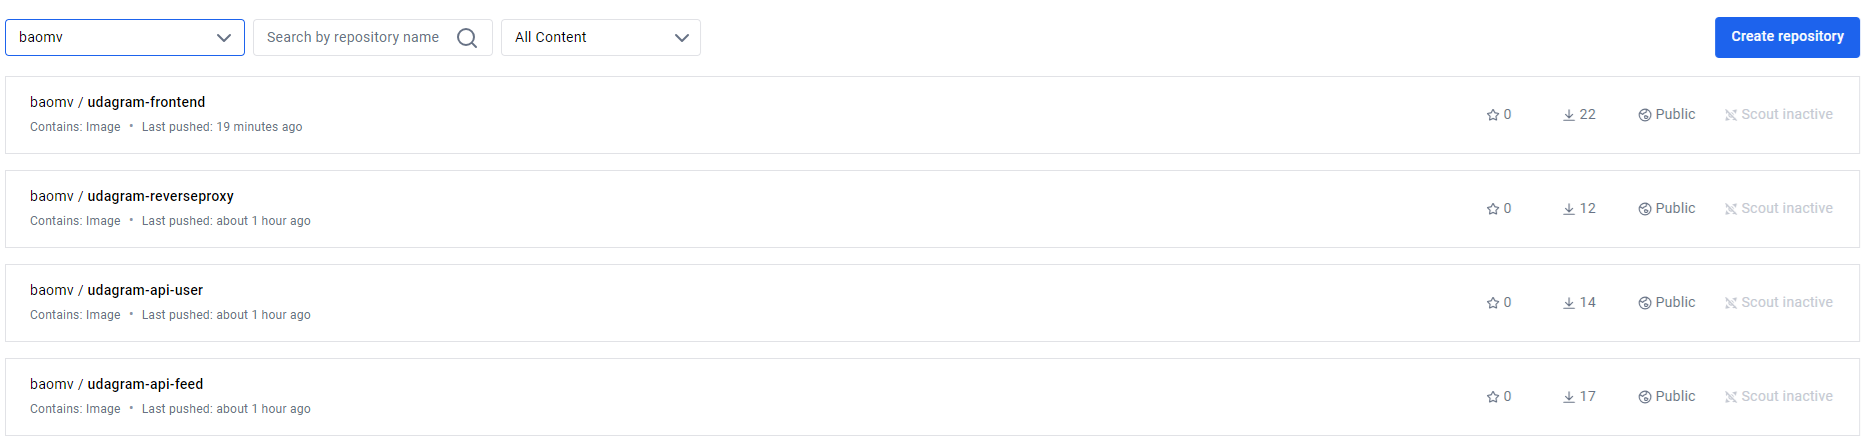 baomv Search by repository name All Content Create repository
baomv / udagram-frontend
Contains: Image • Last pushed: 19 minutes ago
0 22 Public Scout inactive
baomv / udagram-reverseproxy
Contains: Image • Last pushed: about 1 hour ago
0 12 Public Scout inactive
baomv / udagram-api-user
Contains: Image • Last pushed: about 1 hour ago
0 14 Public Scout inactive
baomv / udagram-api-feed
Contains: Image • Last pushed: about 1 hour ago
0 17 Public Scout inactive